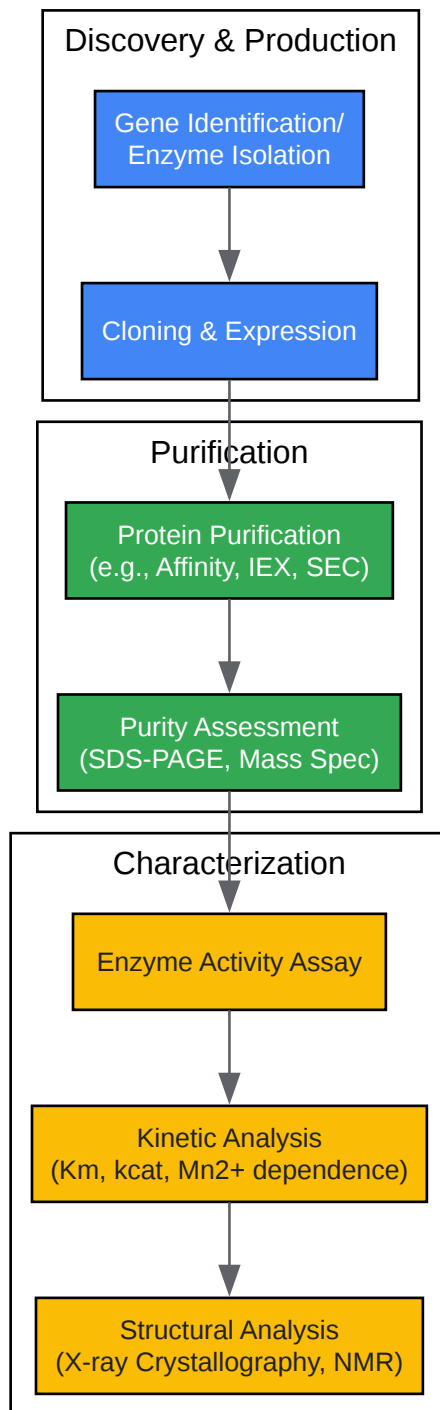 Discovery & Production
Gene Identification/
Enzyme Isolation
Cloning & Expression
Purification
Protein Purification
(e.g., Affinity, IEX, SEC)
Purity Assessment
(SDS-PAGE, Mass Spec)
Characterization
Enzyme Activity Assay
Kinetic Analysis
(Km, kcat, Mn2+ dependence)
Structural Analysis
(X-ray Crystallography, NMR)